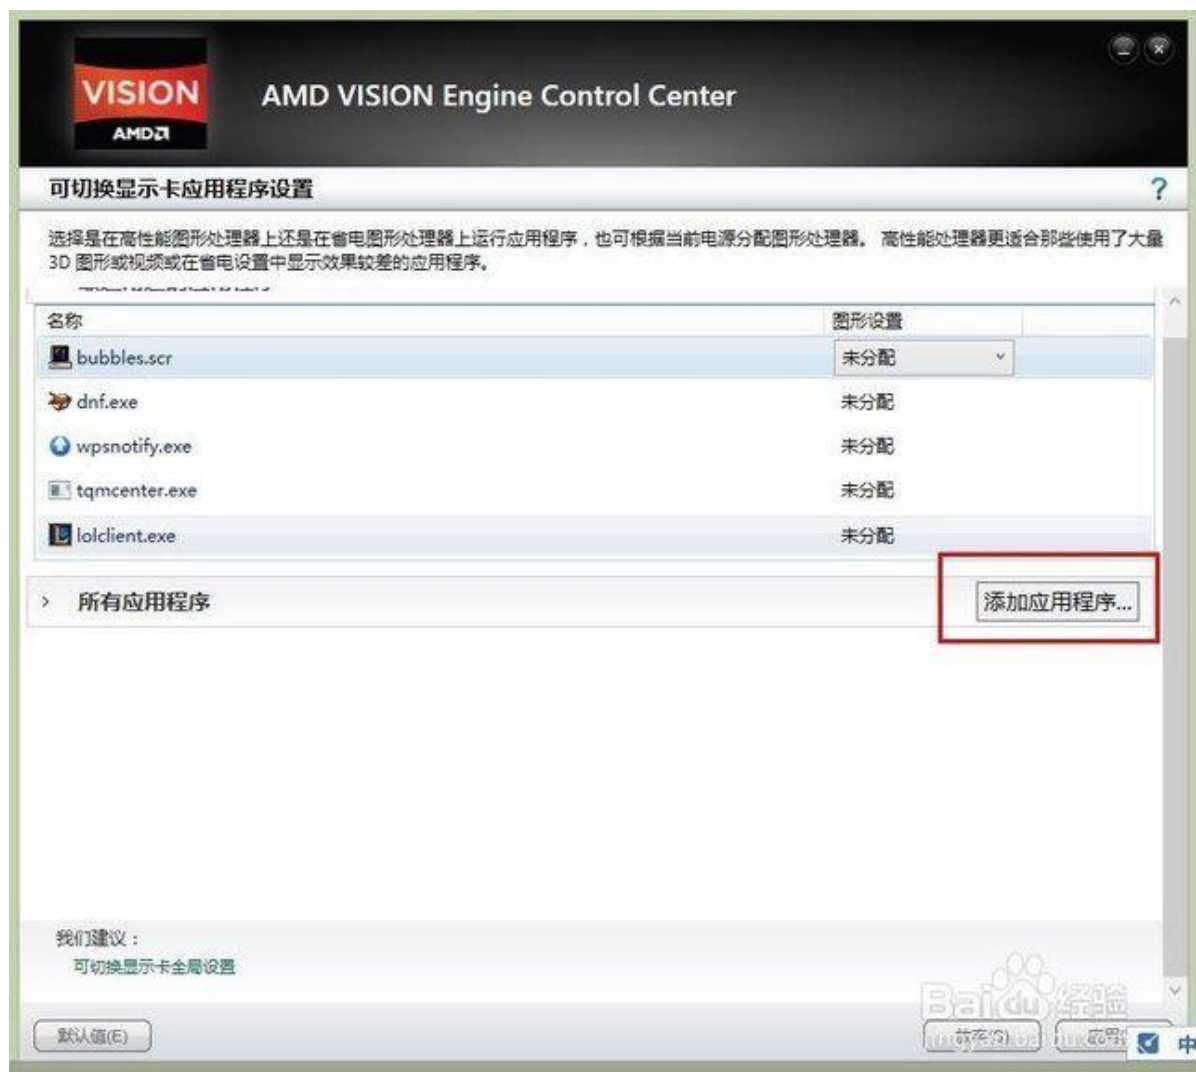 VISION
AMD
AMD VISION Engine Control Center
可切换显示卡应用程序设置
?
选择是在高性能图形处理器上还是在省电图形处理器上运行应用程序，也可根据当前电源分配图形处理器。 高性能处理器更适合那些使用了大量
3D 图形或视频或在省电设置中显示效果较差的应用程序。
名称 图形设置
bubbles.scr 未分配
dnf.exe 未分配
wpsnotify.exe 未分配
tqmcenter.exe 未分配
lolclient.exe 未分配
所有应用程序 添加应用程序...
我们建议：
可切换显示卡全局设置
Baidu 经验
默认值(E) 放弃(S) 应用
中